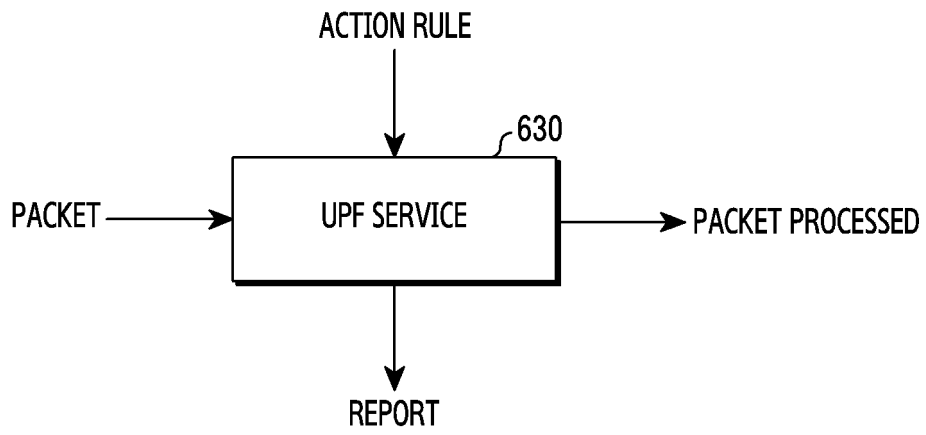 ACTION RULE
630
PACKET
UPF SERVICE
PACKET PROCESSED
REPORT